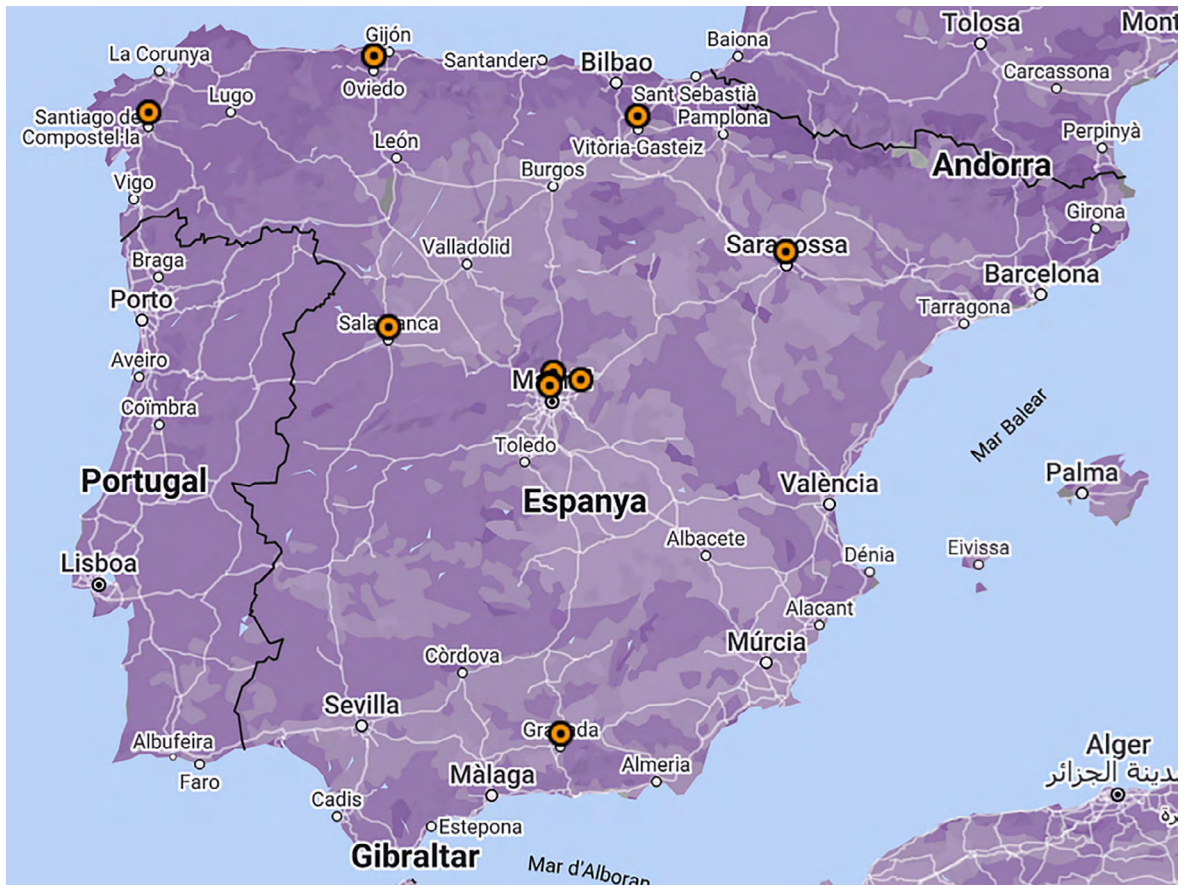 Tolosa
Mont
Gijón
La Corunya
Baiona
Santander
Bilbao
Carcassona
Oviedo
Lugo
Sant Sebastià
Santiago de
Compostel·la
Pamplona
Perpinyà
León
Vitòria-Gasteiz
Andorra
Burgos
Vigo
Girona
Valladolid
Saragossa
Braga
Barcelona
Porto
Tarragona
Salamanca
Aveiro
Coïmbra
Mar Balear
Toledo
Portugal
Palma
València
Espanya
Albacete
Eivissa
Dénia
Lisboa
Alacant
Múrcia
Còrdova
Sevilla
Granada
Albufeira
Alger
Almeria
Màlaga
مدينة الجزائر
Faro
Cadis
Estepona
Gibraltar
Mar d'Alboran